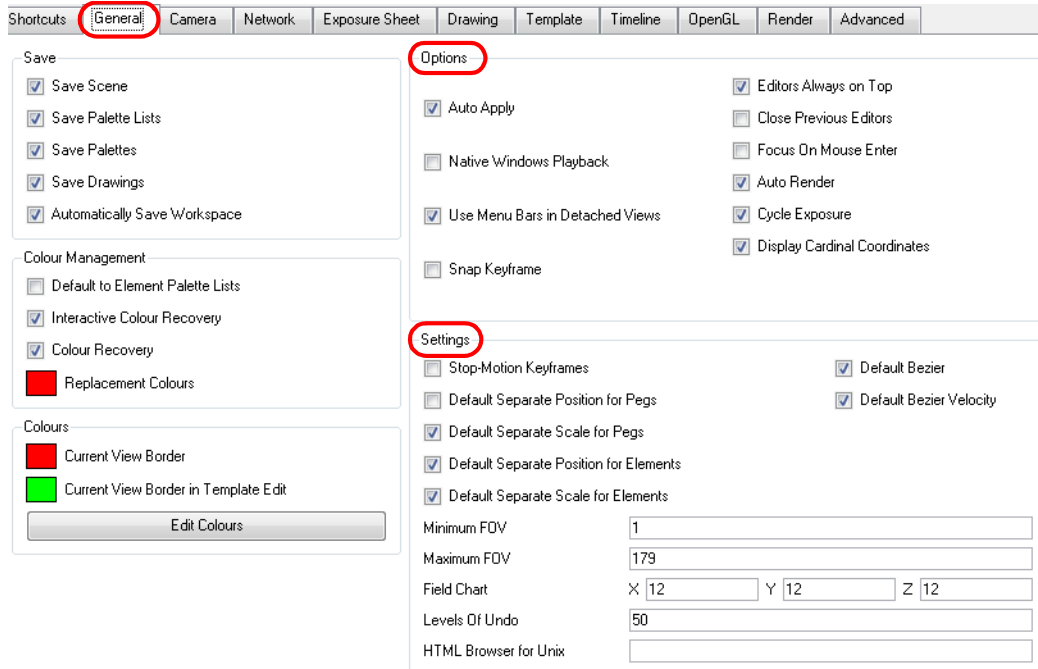 Shortcuts General Camera Network Exposure Sheet Drawing Template Timeline OpenGL Render Advanced
Save
Save Scene
Save Palette Lists
Save Palettes
Save Drawings
Automatically Save Workspace
Colour Management
Default to Element Palette Lists
Interactive Colour Recovery
Colour Recovery
Replacement Colours
Colours
Current View Border
Current View Border in Template Edit
Edit Colours
Options
Auto Apply
Native Windows Playback
Use Menu Bars in Detached Views
Snap Keyframe
Editors Always on Top
Close Previous Editors
Focus On Mouse Enter
Auto Render
Cycle Exposure
Display Cardinal Coordinates
Settings
Stop-Motion Keyframes
Default Separate Position for Pegs
Default Separate Scale for Pegs
Default Separate Position for Elements
Default Separate Scale for Elements
Default Bezier
Default Bezier Velocity
Minimum FOV 1
Maximum FOV 179
Field Chart X 12 Y 12 Z 12
Levels Of Undo 50
HTML Browser for Unix